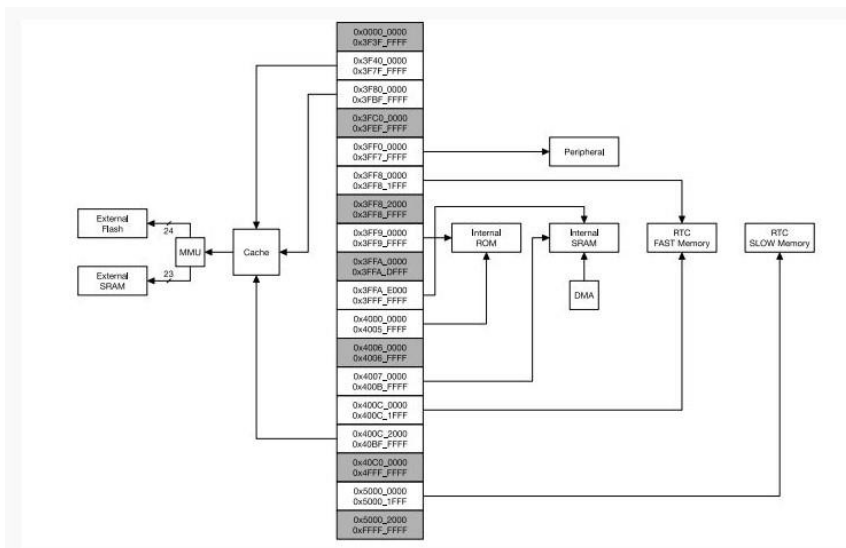 0x0000_0000
0x3F3F_FFFF
0x3F40_0000
0x3F7F_FFFF
0x3F80_0000
0x3FBF_FFFF
0x3FC0_0000
0x3FEF_FFFF
0x3FF0_0000
0x3FF7_FFFF
Peripheral
0x3FF8_0000
0x3FF8_1FFF
0x3FF8_2000
0x3FF8_FFFF
External
Flash
24
MMU
Cache
0x3FF9_0000
0x3FF9_FFFF
Internal
ROM
Internal
SRAM
RTC
FAST Memory
RTC
SLOW Memory
0x3FFA_0000
0x3FFA_DFFF
External
SRAM
23
0x3FFA_E000
0x3FFF_FFFF
DMA
0x4000_0000
0x4005_FFFF
0x4006_0000
0x4006_FFFF
0x4007_0000
0x400B_FFFF
0x400C_0000
0x400C_1FFF
0x400C_2000
0x40BF_FFFF
0x40C0_0000
0x4FFF_FFFF
0x5000_0000
0x5000_1FFF
0x5000_2000
0xFFFF_FFFF